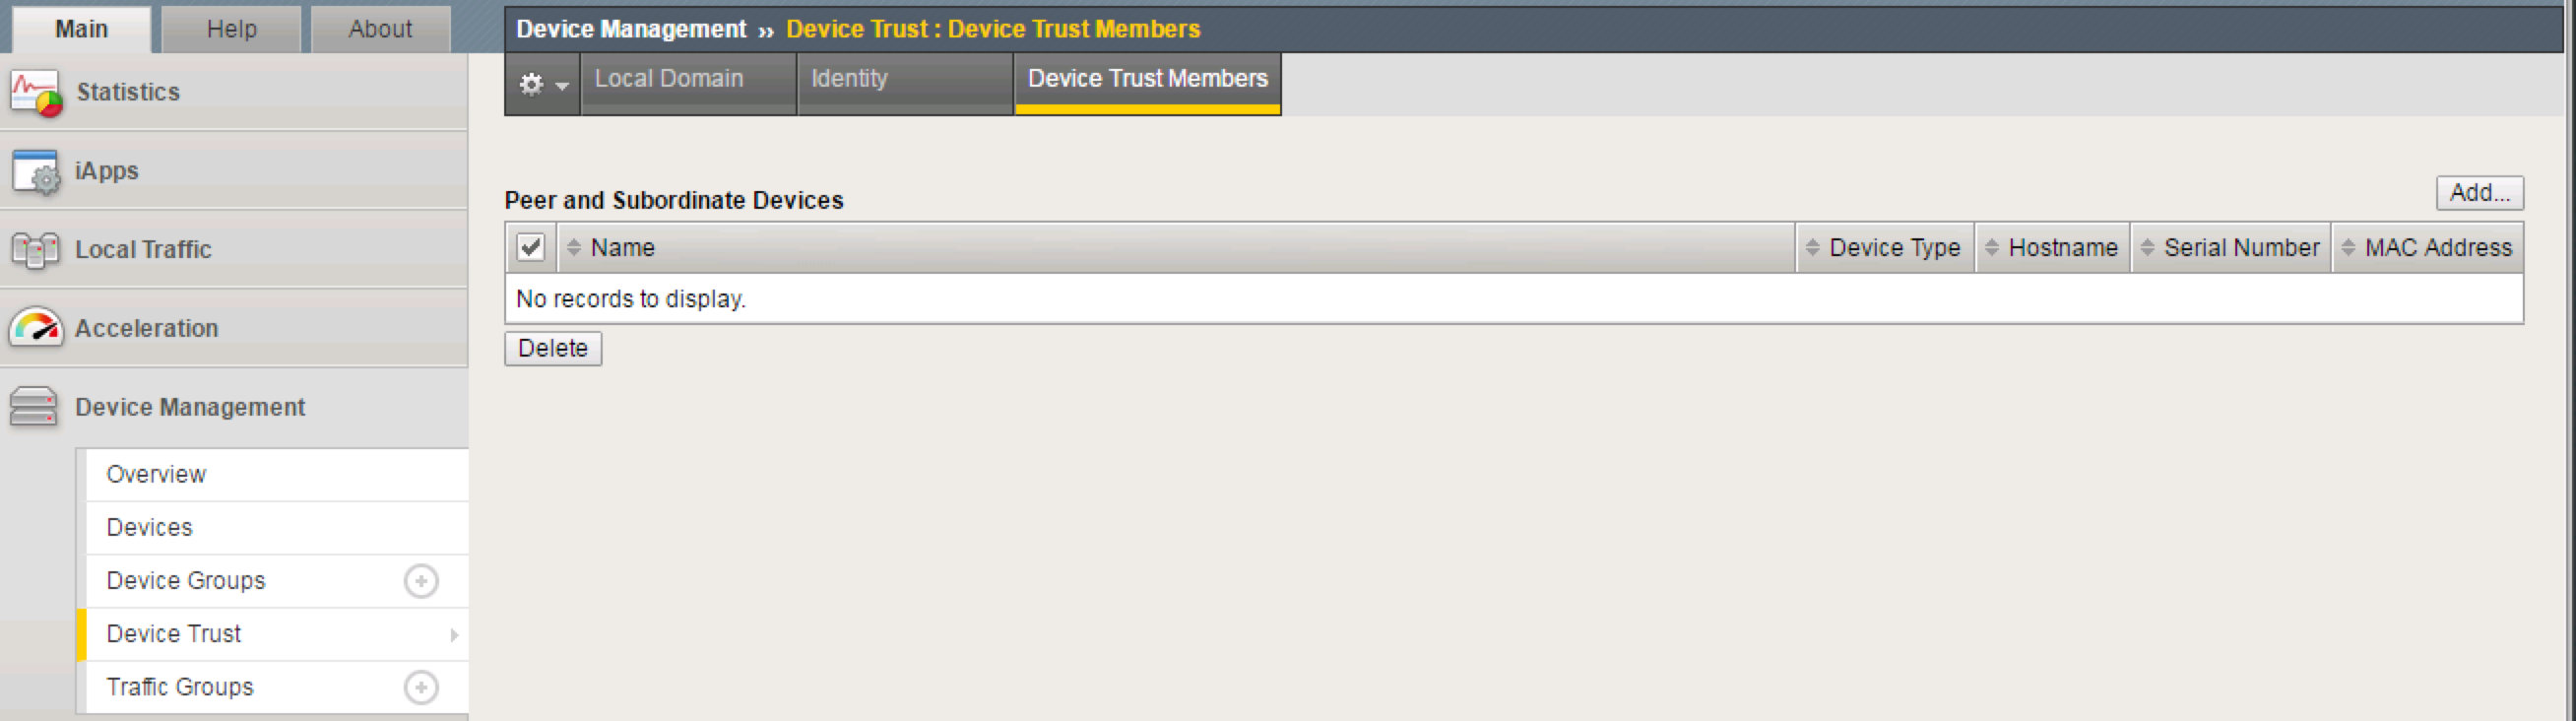 Main Help About
Device Management ›› Device Trust : Device Trust Members
Local Domain Identity Device Trust Members
Statistics
iApps
Local Traffic
Acceleration
Device Management
Overview
Devices
Device Groups
Device Trust
Traffic Groups
Peer and Subordinate Devices
Add...
Name Device Type Hostname Serial Number MAC Address
No records to display.
Delete